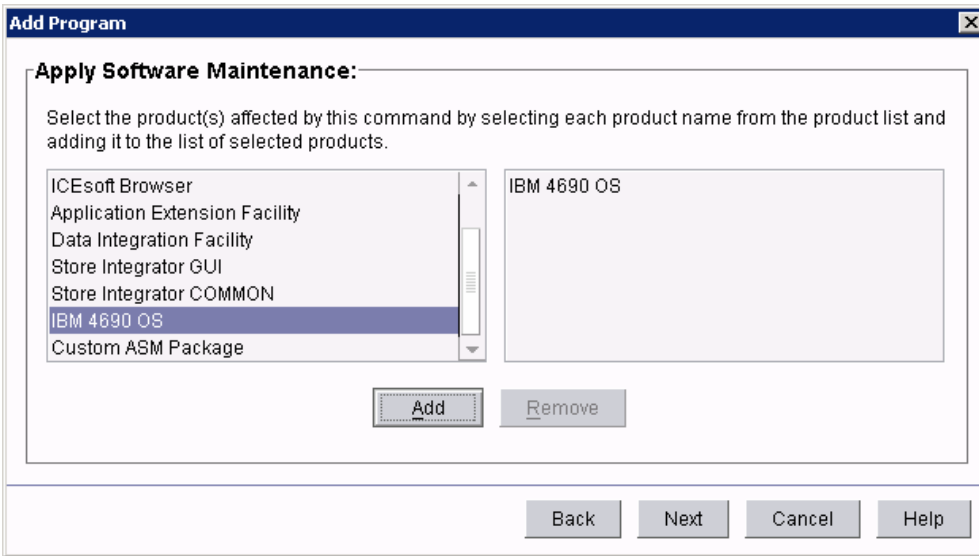 Add Program
Apply Software Maintenance:
Select the product(s) affected by this command by selecting each product name from the product list and
adding it to the list of selected products.
ICEsoft Browser
Application Extension Facility
Data Integration Facility
Store Integrator GUI
Store Integrator COMMON
IBM 4690 OS
Custom ASM Package
IBM 4690 OS
Add
Remove
Back
Next
Cancel
Help